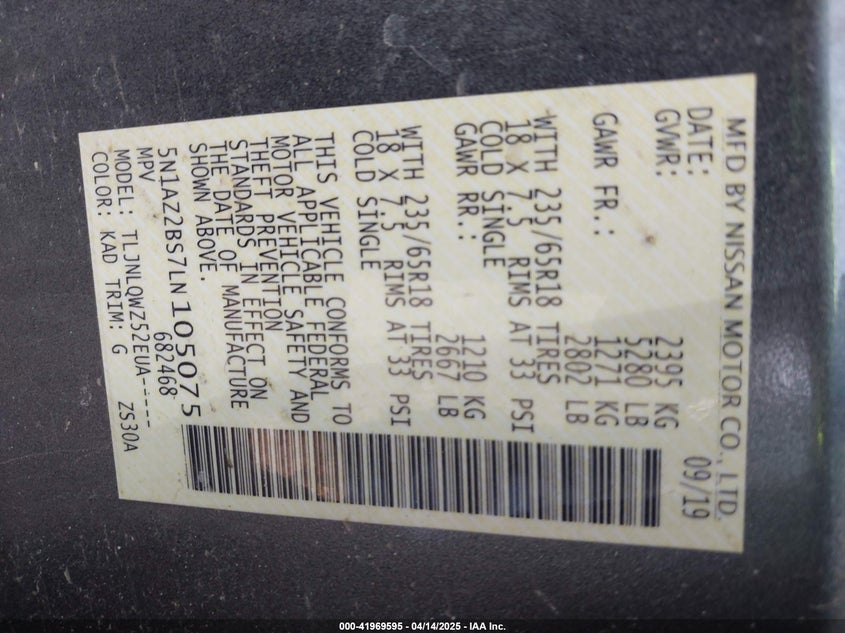 MFD BY NISSAN MOTOR CO., LTD.
DATE: 09/19
GVWR: 2395 KG
5280 LB
GAWR FR.: 1271 KG
2802 LB
WITH 235/65R18 TIRES
18 X 7.5 RIMS AT 33 PSI
COLD SINGLE
GAWR RR.: 1210 KG
2667 LB
WITH 235/65R18 TIRES
18 X 7.5 RIMS AT 33 PSI
COLD SINGLE
THIS VEHICLE CONFORMS TO
ALL APPLICABLE FEDERAL
MOTOR VEHICLE SAFETY AND
THEFT PREVENTION
STANDARDS IN EFFECT ON
THE DATE OF MANUFACTURE
SHOWN ABOVE.
5N1AZ2BS7LN105075
MPV 682468
MODEL: TLJNLQWZ52EUA-----
COLOR: KAD TRIM: G ZS30A
000-41969595 - 04/14/2025 - IAA Inc.